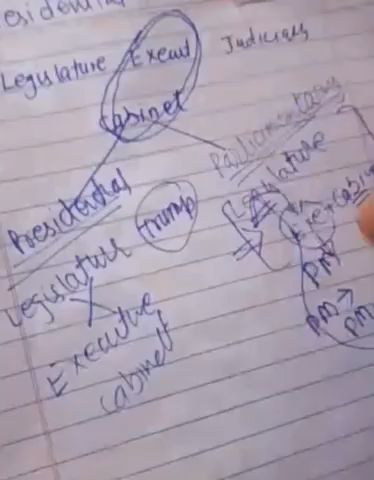 Legislature Execut Judiciary
Cabinet
Presidential Parliamentary
Legislature Trump Legislature
Executive
Cabinet
PM
PM → PM